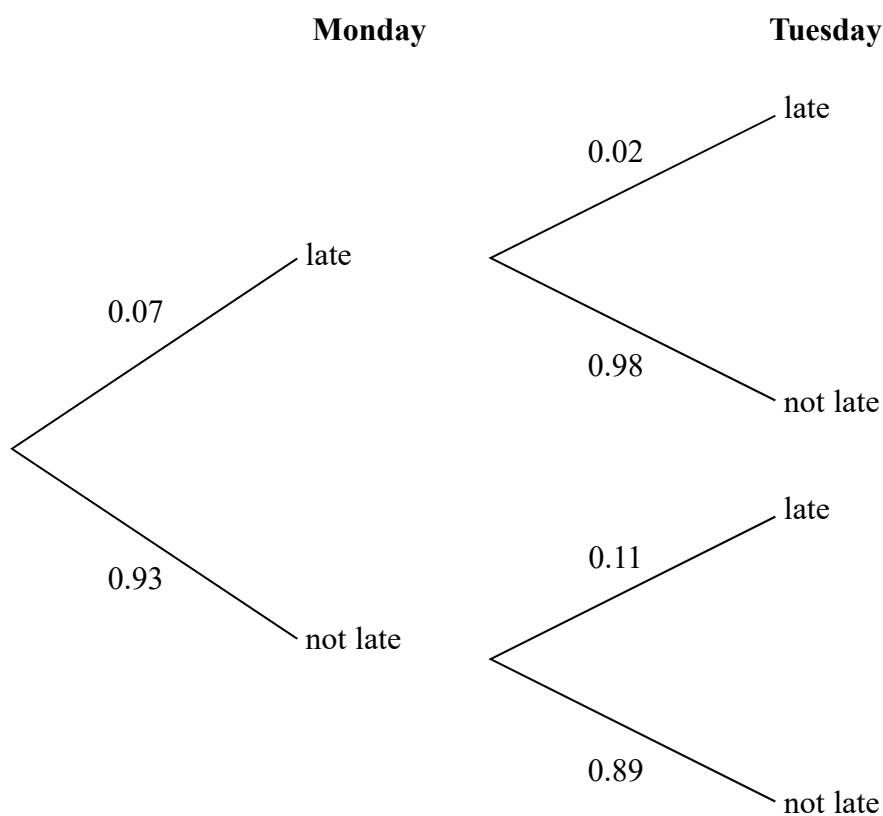 Monday Tuesday
late
0.02
late
0.07
0.98
not late
late
0.11
0.93
not late
0.89
not late